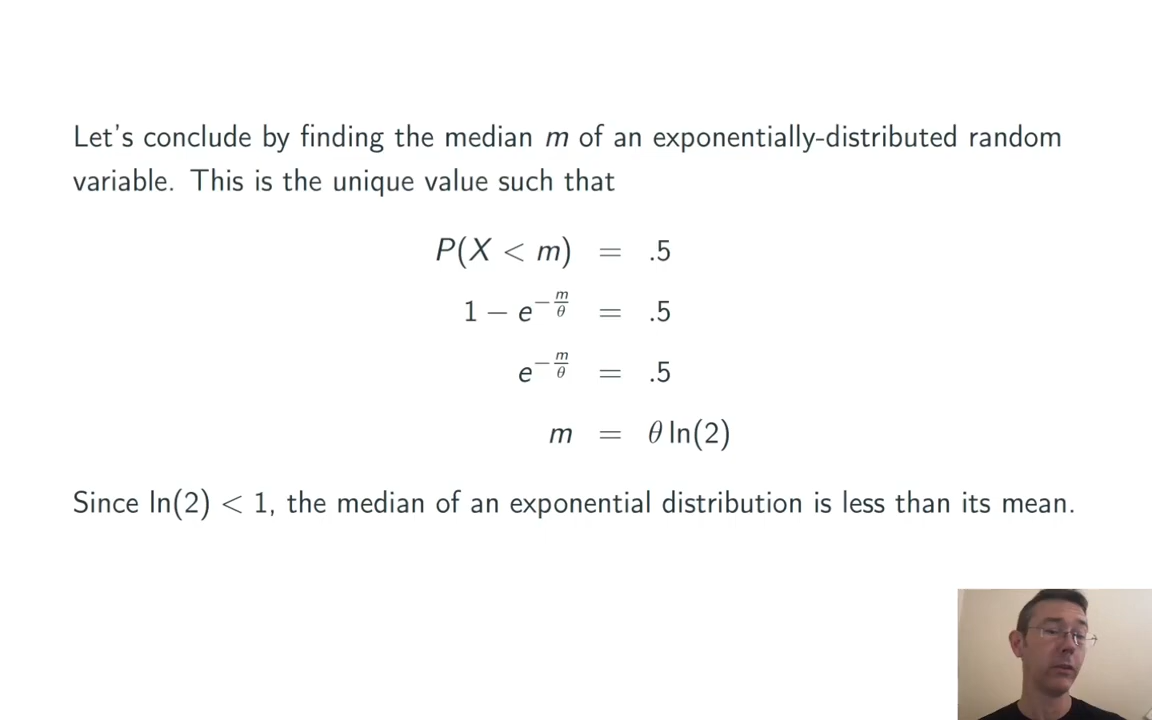 Let's conclude by finding the median m of an exponentially-distributed random
variable. This is the unique value such that
P(X < m) = .5
1 − e^{−\frac{m}{θ}} = .5
e^{−\frac{m}{θ}} = .5
m = θ ln(2)
Since ln(2) < 1, the median of an exponential distribution is less than its mean.